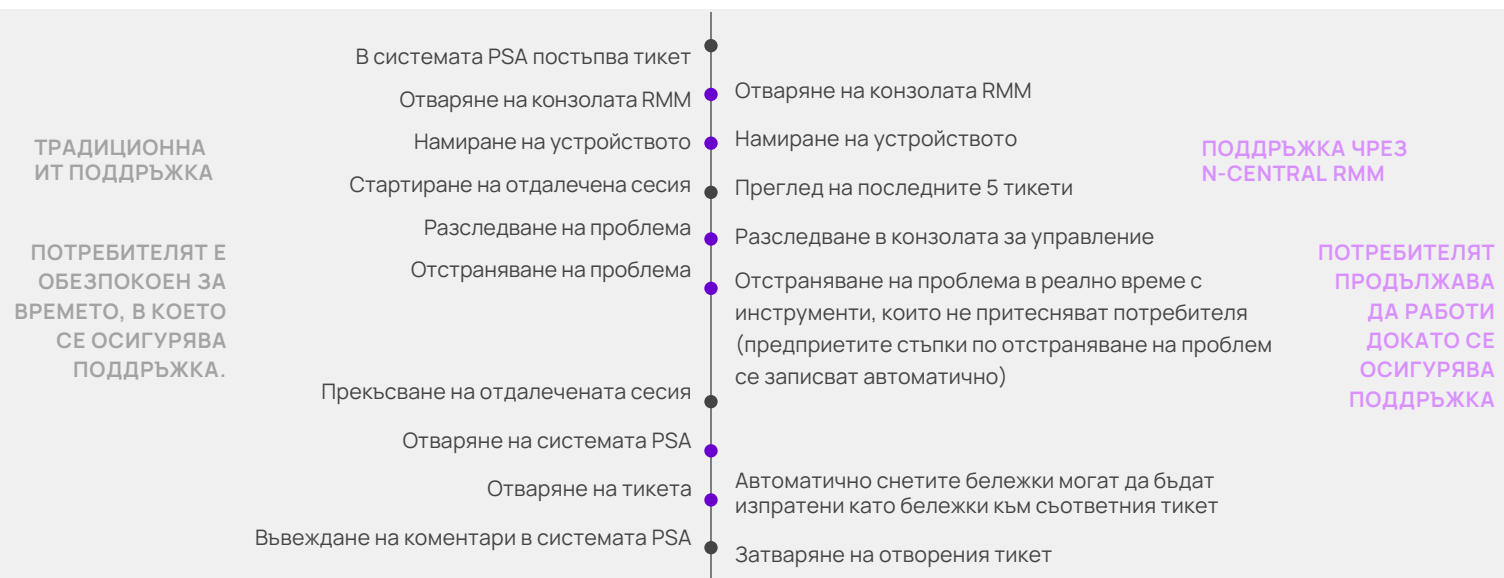 ТРАДИЦИОННА
ИТ ПОДДРЪЖКА
ПОТРЕБИТЕЛЯТ Е
ОБЕЗПОКОЕН ЗА
ВРЕМЕТО, В КОЕТО
СЕ ОСИГУРЯВА
ПОДДРЪЖКА.
В системата PSA постъпва тикет
Отваряне на конзолата RMM
Намиране на устройството
Стартиране на отдалечена сесия
Разследване на проблема
Отстраняване на проблема
Прекъсване на отдалечената сесия
Отваряне на системата PSA
Отваряне на тикета
Въвеждане на коментари в системата PSA
Отваряне на конзолата RMM
Намиране на устройството
Преглед на последните 5 тикети
Разследване в конзолата за управление
Отстраняване на проблема в реално време с
инструменти, които не притесняват потребителя
(предприетите стъпки по отстраняване на проблем
се записват автоматично)
Автоматично снетите бележки могат да бъдат
изпратени като бележки към съответния тикет
Затваряне на отворения тикет
ПОДДРЪЖКА ЧРЕЗ
N-CENTRAL RMM
ПОТРЕБИТЕЛЯТ
ПРОДЪЛЖАВА
ДА РАБОТИ
ДОКАТО СЕ
ОСИГУРЯВА
ПОДДРЪЖКА